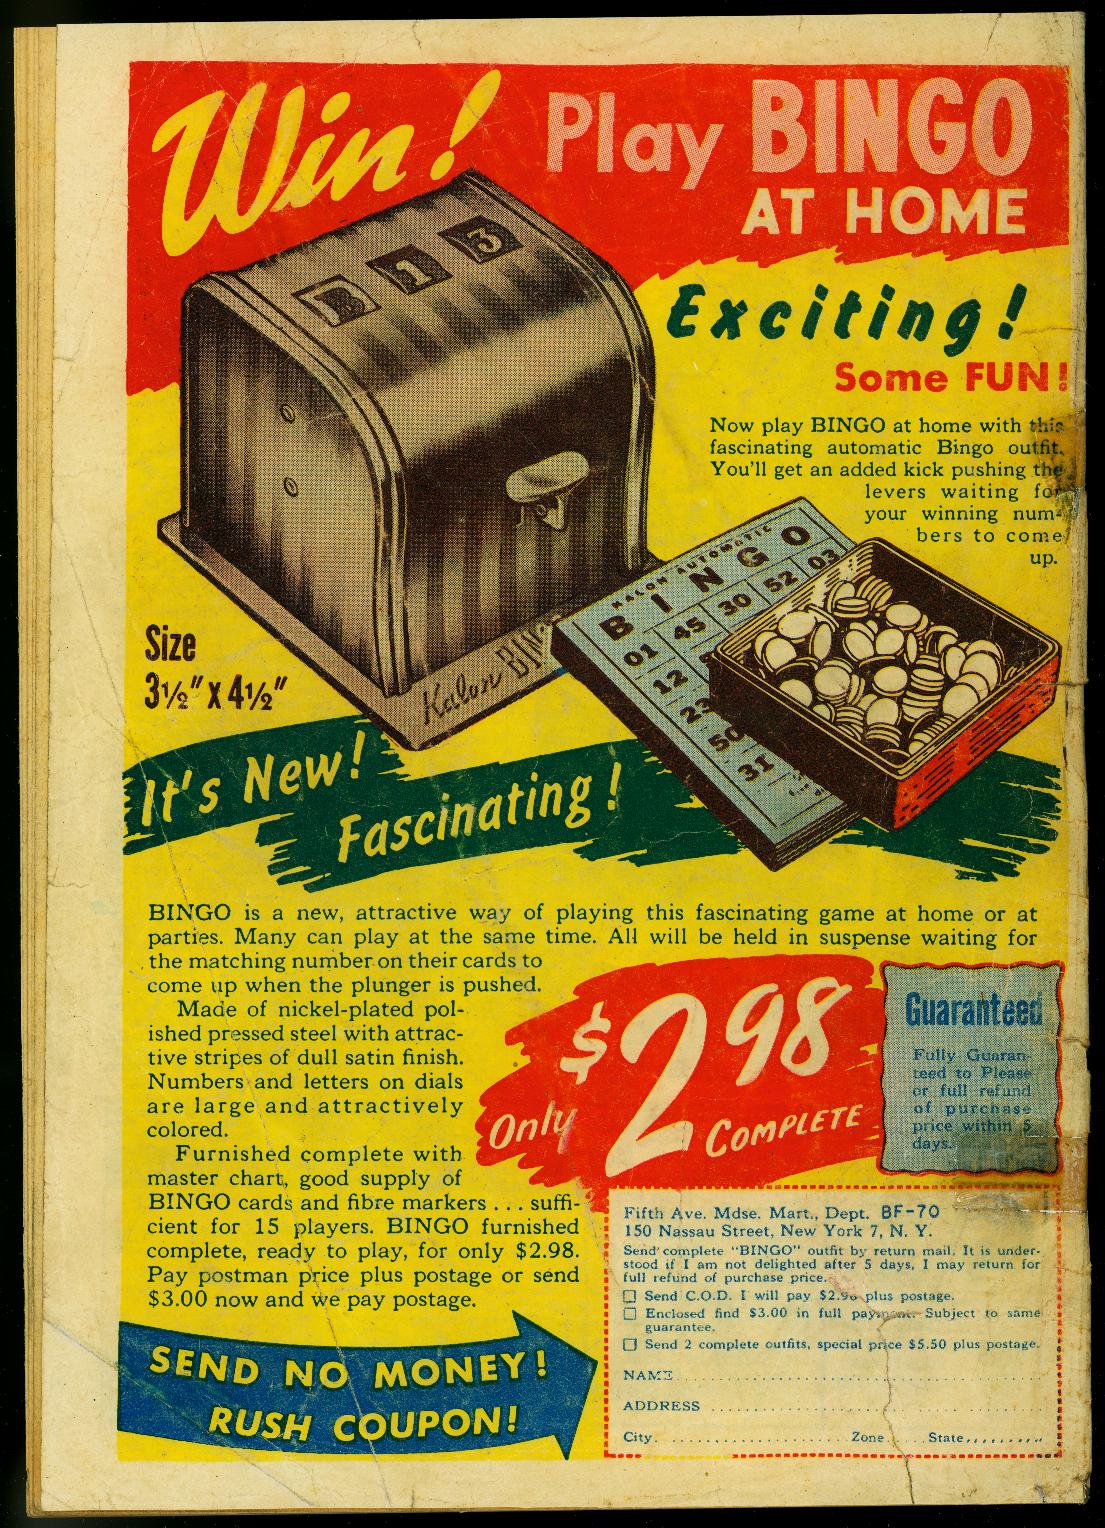 Win!
Play BINGO
AT HOME
B 1 3
Exciting!
Some FUN!
Now play BINGO at home with this
fascinating automatic Bingo outfit.
You'll get an added kick pushing the
levers waiting for
your winning num-
bers to come
up.
KALON AUTOMATIC
B I N G O
01 45 30 52 03
12
23
50
31
Kalon BIN
Size
3½" x 4½"
It's New!
Fascinating!
BINGO is a new, attractive way of playing this fascinating game at home or at
parties. Many can play at the same time. All will be held in suspense waiting for
the matching number on their cards to
come up when the plunger is pushed.
Made of nickel-plated pol-
ished pressed steel with attrac-
tive stripes of dull satin finish.
Numbers and letters on dials
are large and attractively
colored.
Furnished complete with
master chart, good supply of
BINGO cards and fibre markers . . . suffi-
cient for 15 players. BINGO furnished
complete, ready to play, for only $2.98.
Pay postman price plus postage or send
$3.00 now and we pay postage.
Only $2.98 COMPLETE
Guaranteed
Fully Guaran-
teed to Please
or full refund
of purchase
price within 5
days.
SEND NO MONEY!
RUSH COUPON!
Fifth Ave. Mdse. Mart., Dept. BF-70
150 Nassau Street, New York 7, N. Y.
Send complete "BINGO" outfit by return mail. It is under-
stood if I am not delighted after 5 days, I may return for
full refund of purchase price.
☐ Send C.O.D. I will pay $2.98 plus postage.
☐ Enclosed find $3.00 in full payment. Subject to same
guarantee.
☐ Send 2 complete outfits, special price $5.50 plus postage.
NAME
ADDRESS
City Zone State